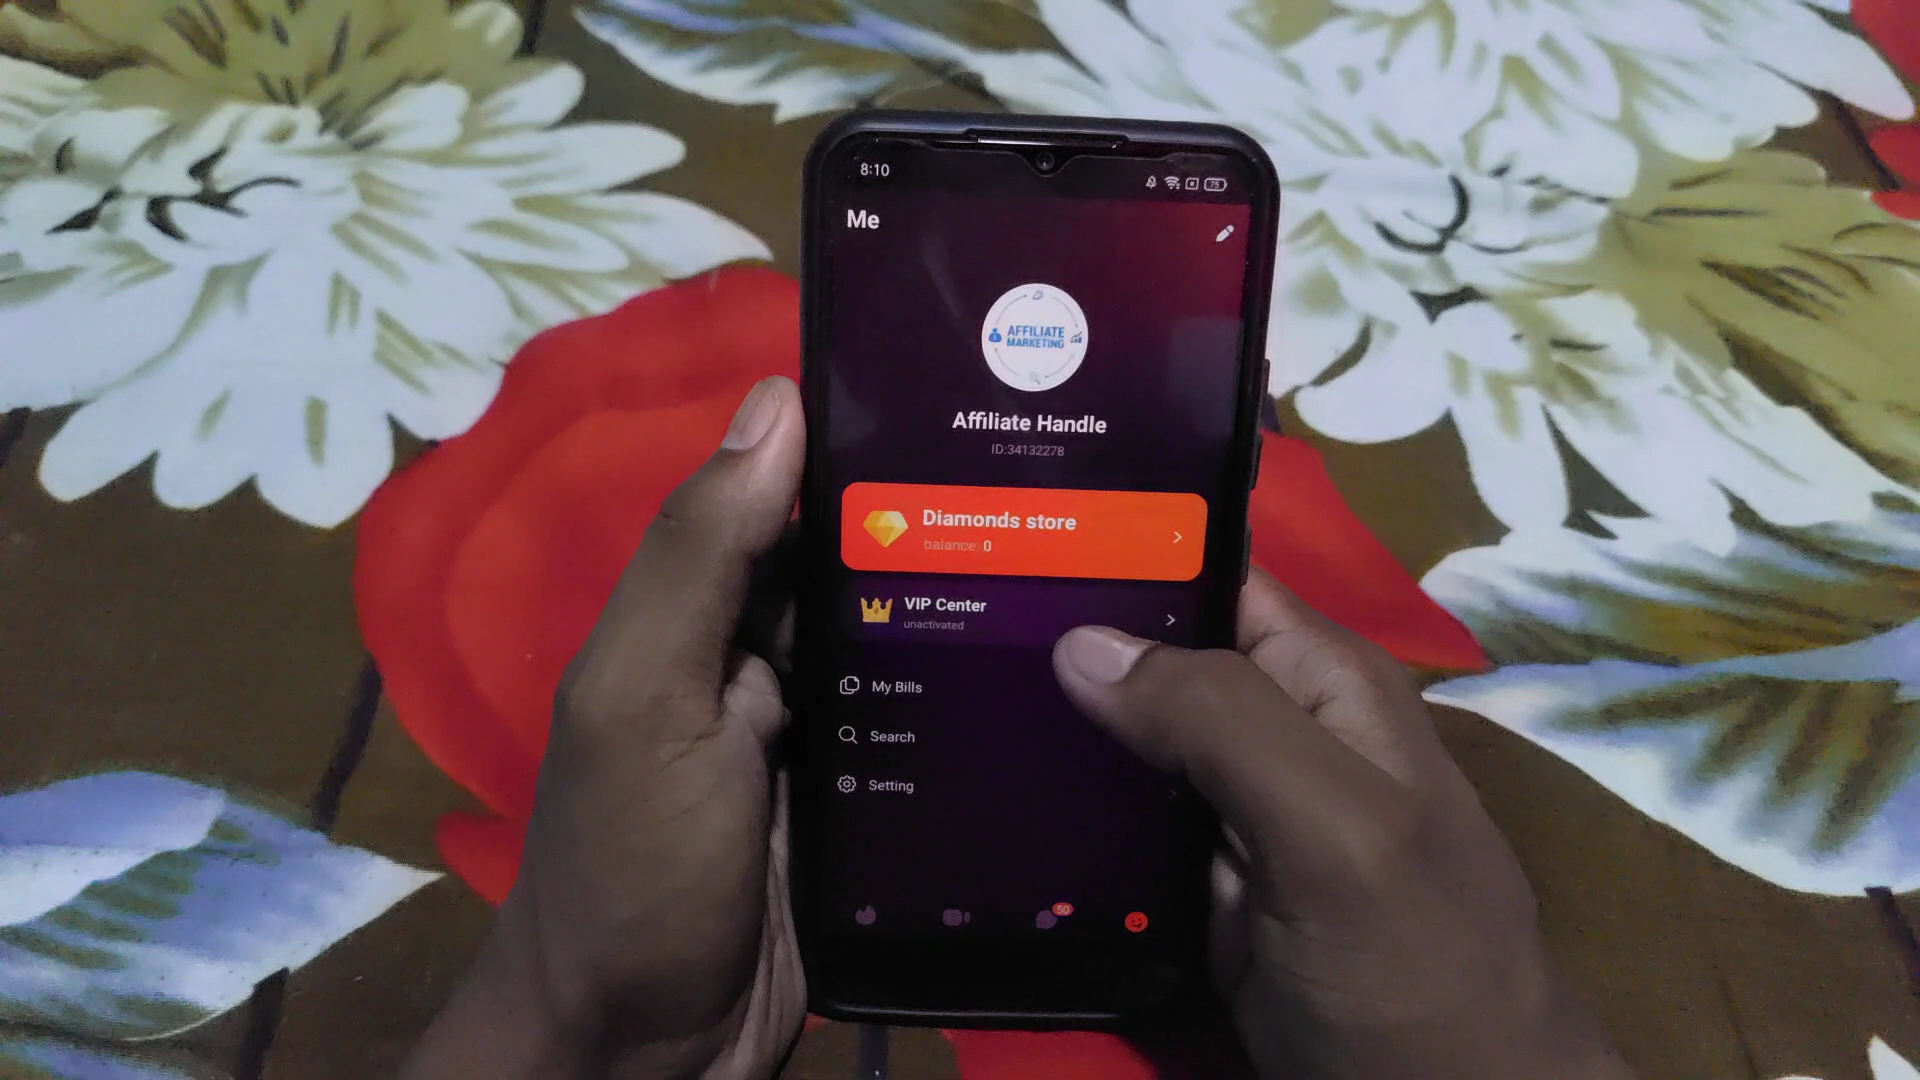 8:10
75
Me
AFFILIATE
MARKETING
Affiliate Handle
ID:34132278
Diamonds store
balance: 0
VIP Center
unactivated
My Bills
Search
Setting
50